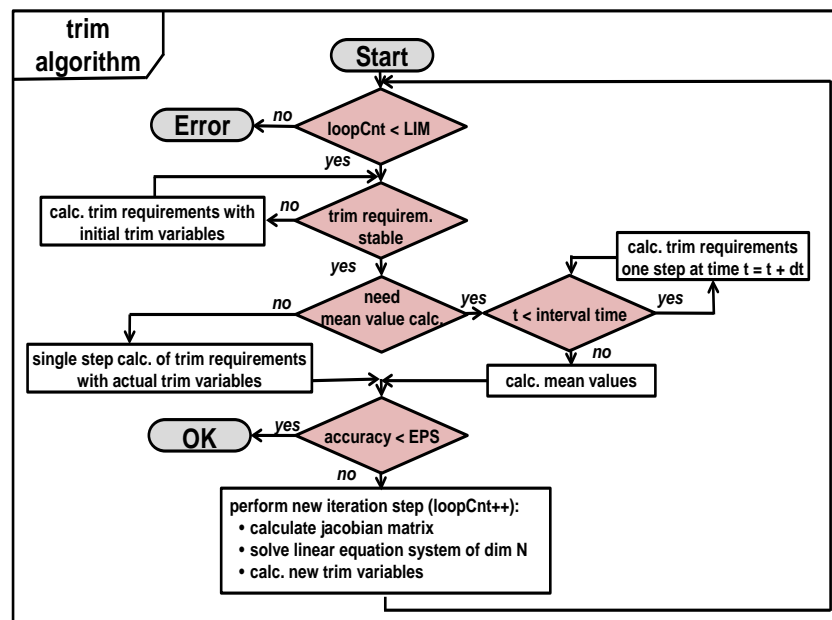 trim
algorithm
Start
Error
no
loopCnt < LIM
yes
calc. trim requirements with
initial trim variables
no
trim requirem.
stable
yes
calc. trim requirements
one step at time t = t + dt
no
need
mean value calc.
yes
t < interval time
yes
no
single step calc. of trim requirements
with actual trim variables
calc. mean values
OK
yes
accuracy < EPS
no
perform new iteration step (loopCnt++):
• calculate jacobian matrix
• solve linear equation system of dim N
• calc. new trim variables